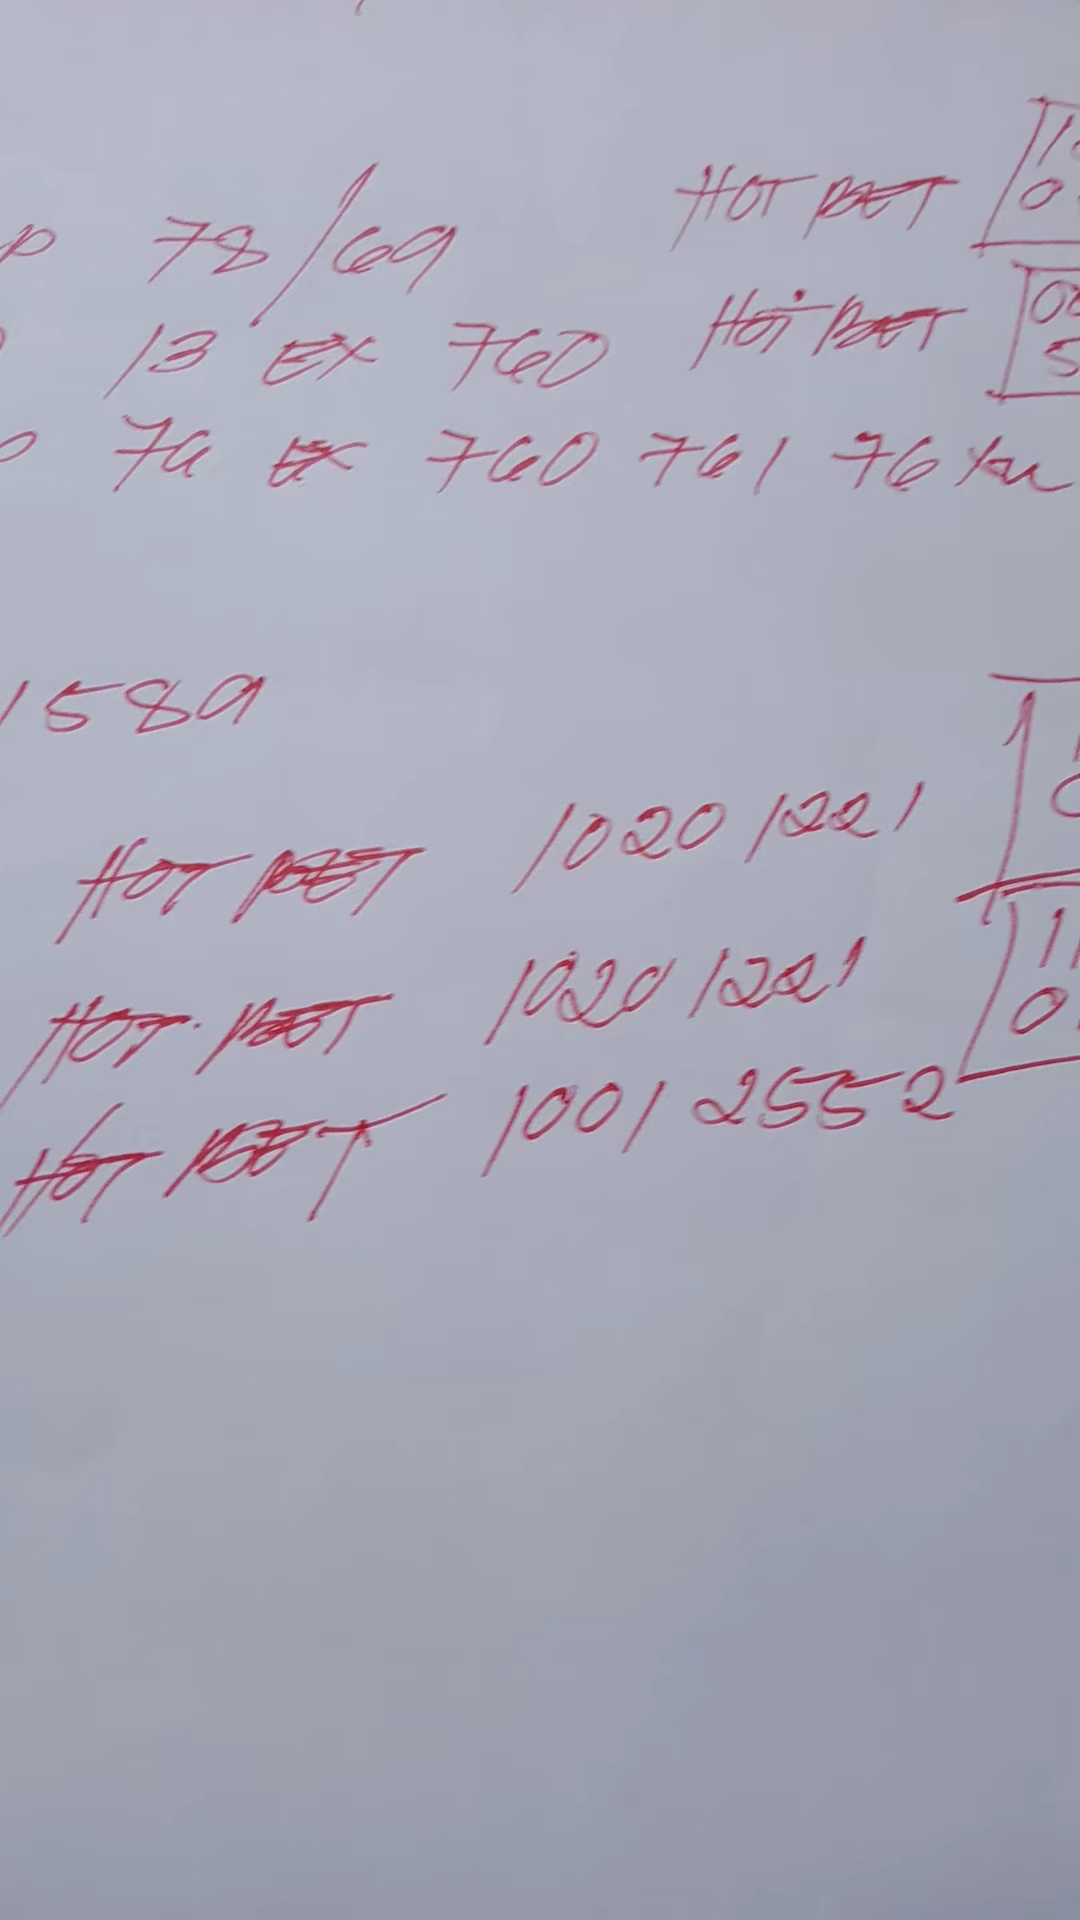 P 78/69 HOT BET
13 EX 760 HOT BET
74 EX 760 761 76
1589
HOT BET 1020 1221
HOT BET 1020 1221
HOT BET 1001 2552